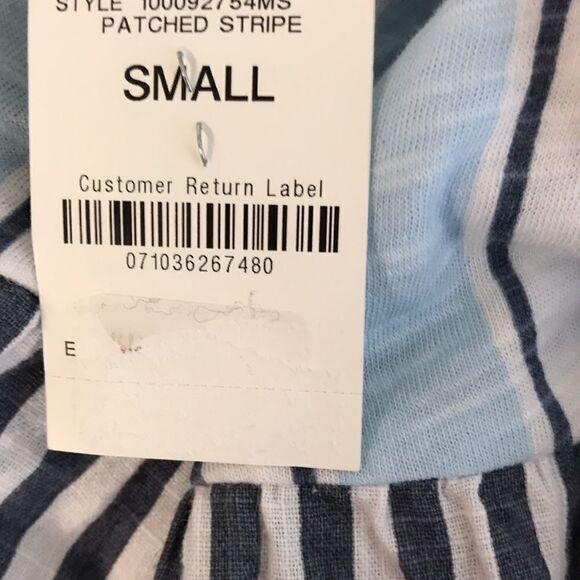 STYLE 100092754MS
PATCHED STRIPE
SMALL
Customer Return Label
071036267480
E